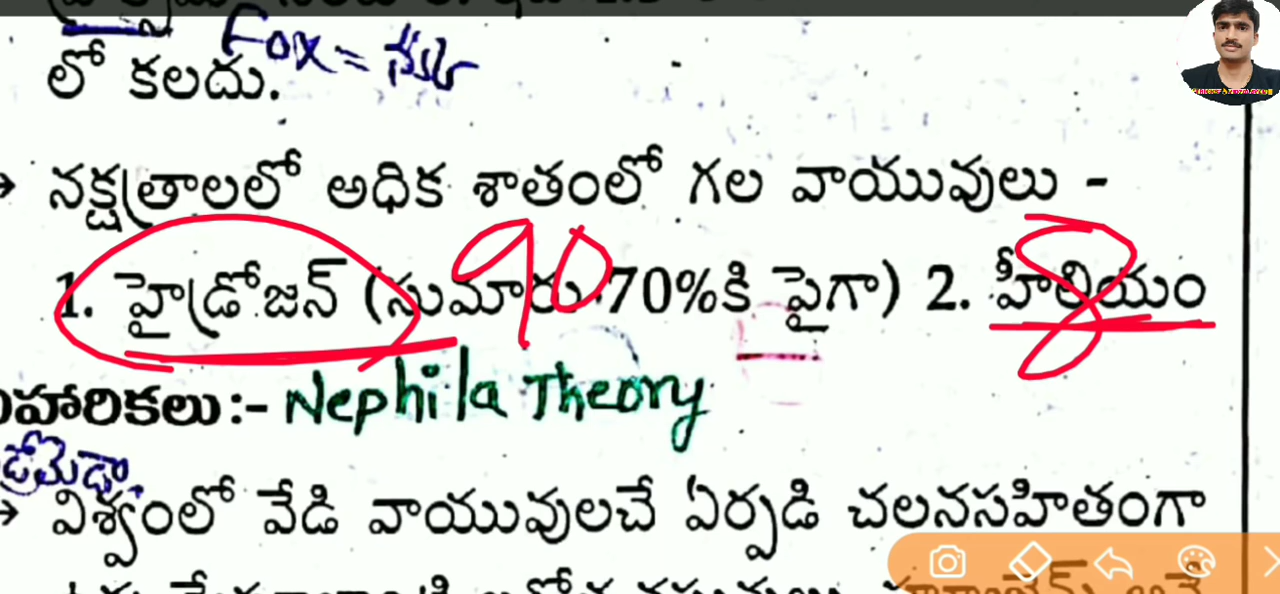 Fox =
లో కలదు.
→ నక్షత్రాలలో అధిక శాతంలో గల వాయువులు -
1. హైడ్రోజన్ (సుమారు 70%కి పైగా) 2. హీలియం
90 8
హారికలు :- Nephila Theory
డ్రోమెడా
→ విశ్వంలో వేడి వాయువులచే ఏర్పడి చలనసహితంగా